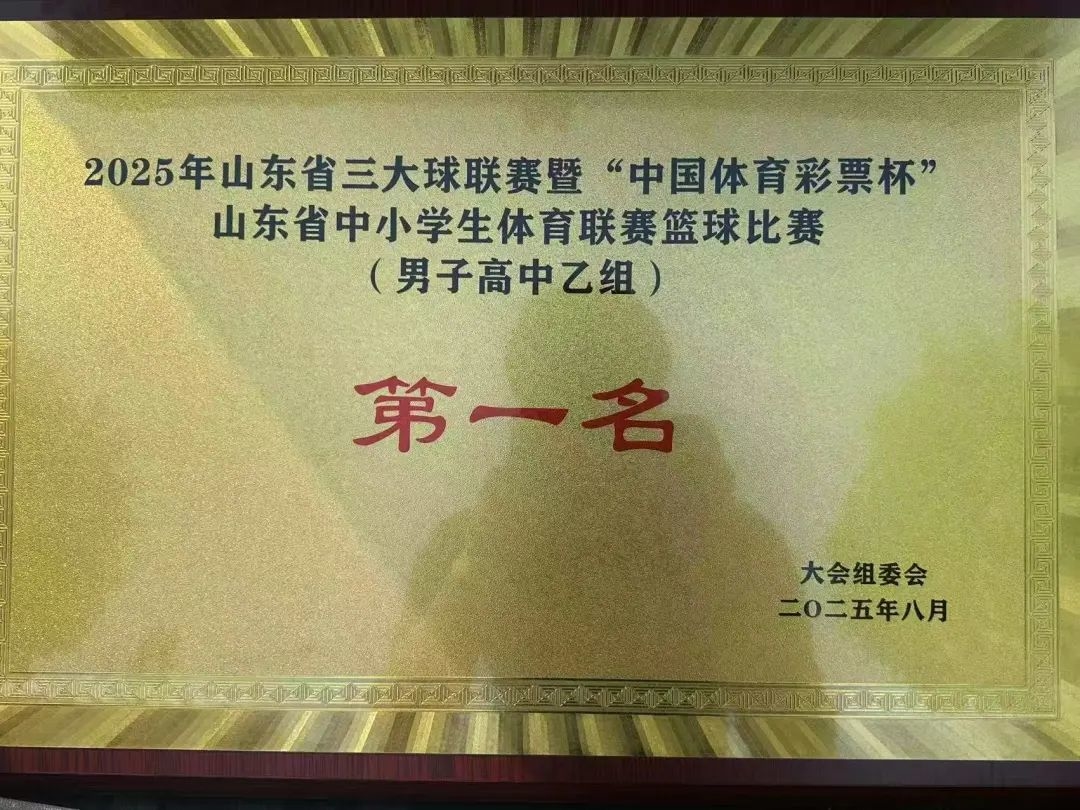 2025年山东省三大球联赛暨“中国体育彩票杯”
山东省中小学生体育联赛篮球比赛
（男子高中乙组）
第一名
大会组委会
二〇二五年八月